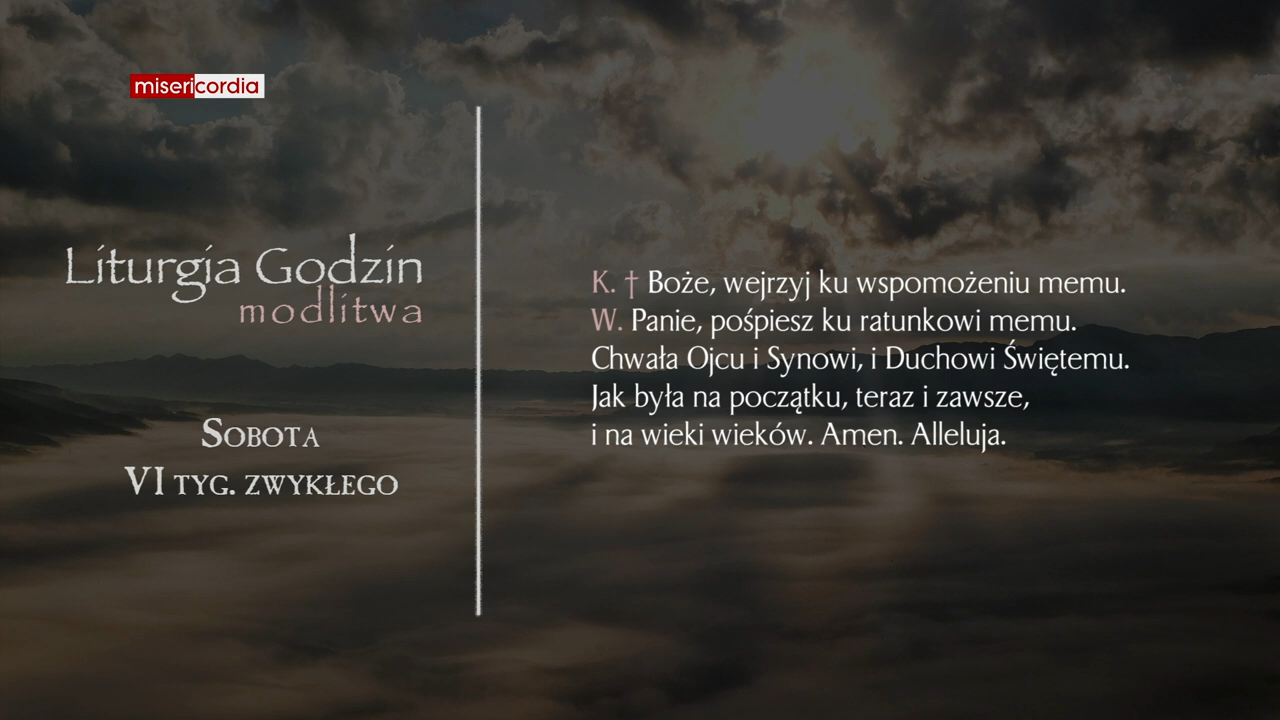 misericordia
Liturgia Godzin
modlitwa
Sobota
VI tyg. zwykłego
K. † Boże, wejrzyj ku wspomożeniu memu.
W. Panie, pośpiesz ku ratunkowi memu.
Chwała Ojcu i Synowi, i Duchowi Świętemu.
Jak była na początku, teraz i zawsze,
i na wieki wieków. Amen. Alleluja.